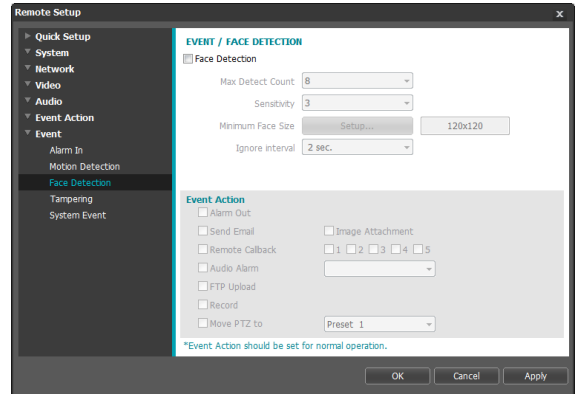 Remote Setup x
Quick Setup
System
Network
Video
Audio
Event Action
Event
Alarm In
Motion Detection
Face Detection
Tampering
System Event
EVENT / FACE DETECTION
Face Detection
Max Detect Count 8
Sensitivity 3
Minimum Face Size Setup... 120x120
Ignore interval 2 sec.
Event Action
Alarm Out
Send Email Image Attachment
Remote Callback 1 2 3 4 5
Audio Alarm
FTP Upload
Record
Move PTZ to Preset 1
*Event Action should be set for normal operation.
OK Cancel Apply